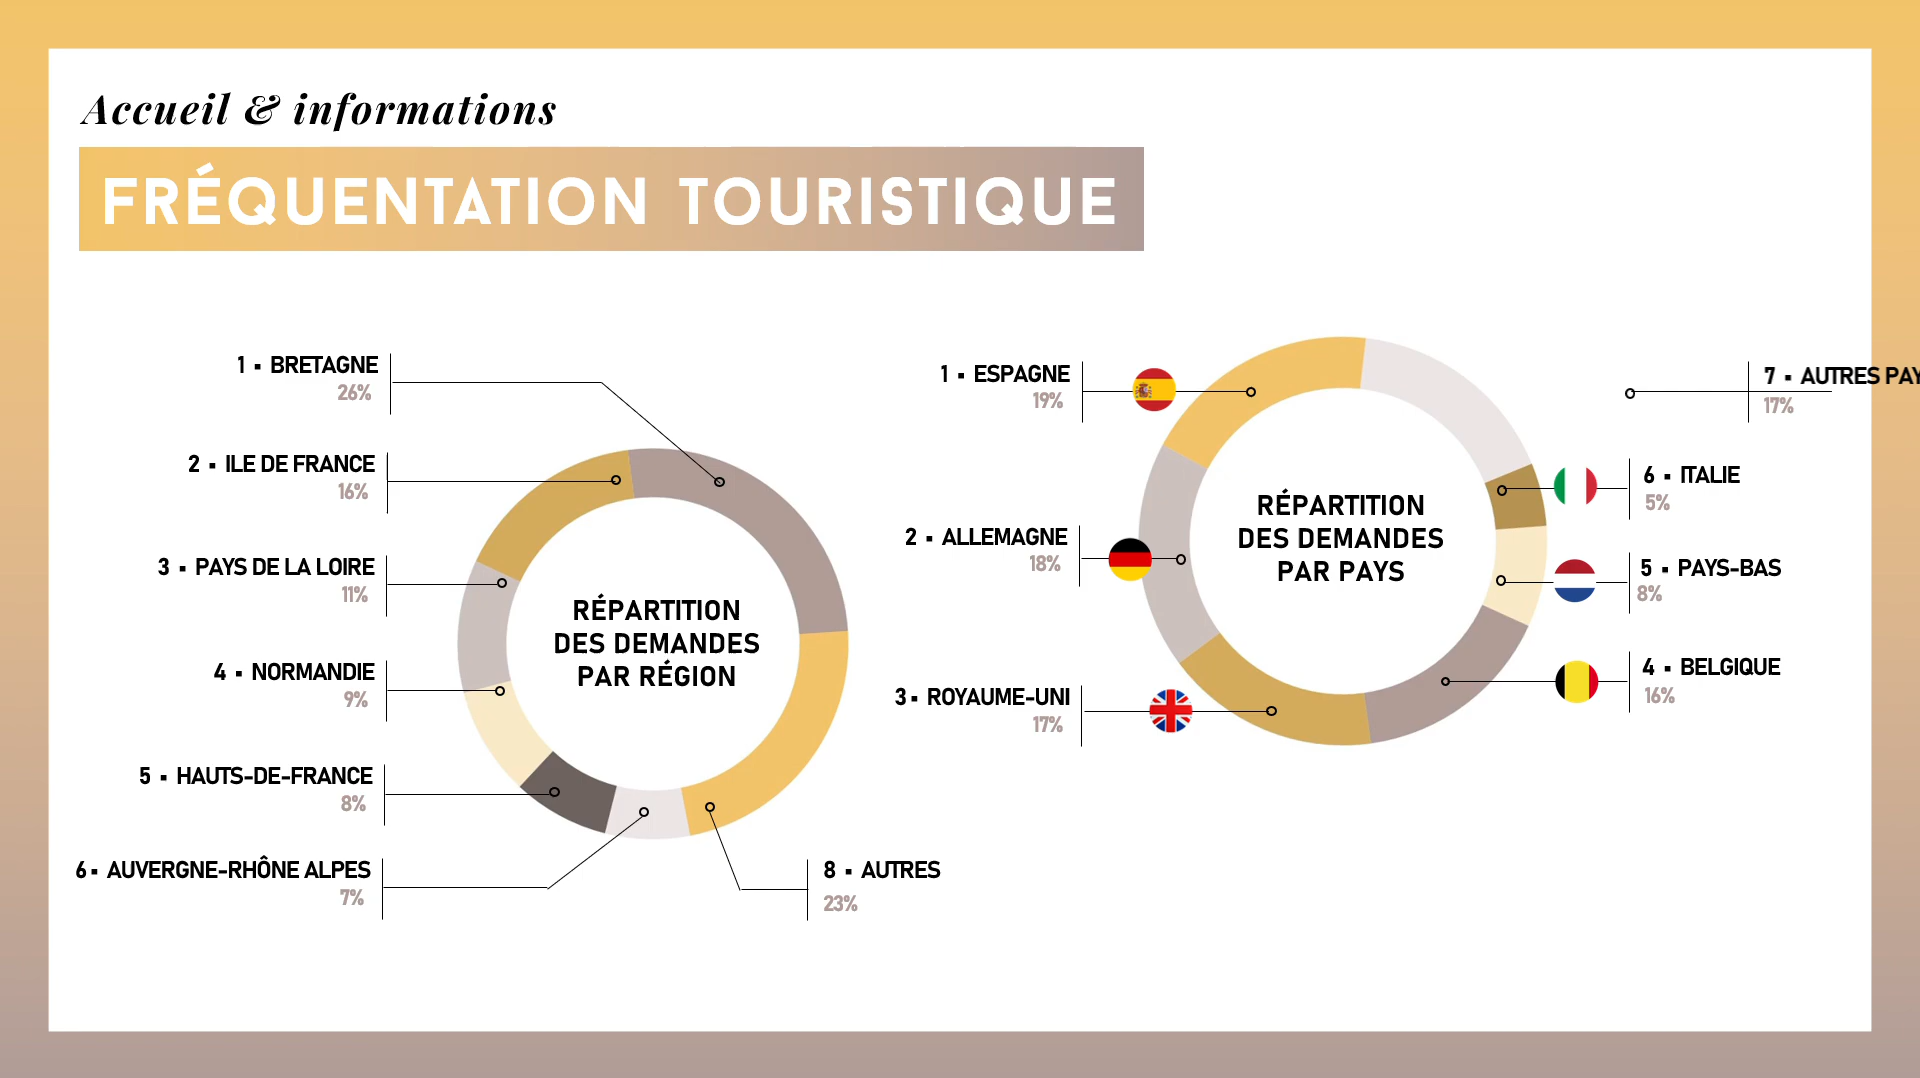 Accueil & informations
FRÉQUENTATION TOURISTIQUE
1 ▪ BRETAGNE
26%
2 ▪ ILE DE FRANCE
16%
3 ▪ PAYS DE LA LOIRE
11%
4 ▪ NORMANDIE
9%
5 ▪ HAUTS-DE-FRANCE
8%
6 ▪ AUVERGNE-RHÔNE ALPES
7%
8 ▪ AUTRES
23%
RÉPARTITION
DES DEMANDES
PAR RÉGION
1 ▪ ESPAGNE
19%
2 ▪ ALLEMAGNE
18%
3 ▪ ROYAUME-UNI
17%
RÉPARTITION
DES DEMANDES
PAR PAYS
7 ▪ AUTRES PAY
17%
6 ▪ ITALIE
5%
5 ▪ PAYS-BAS
8%
4 ▪ BELGIQUE
16%